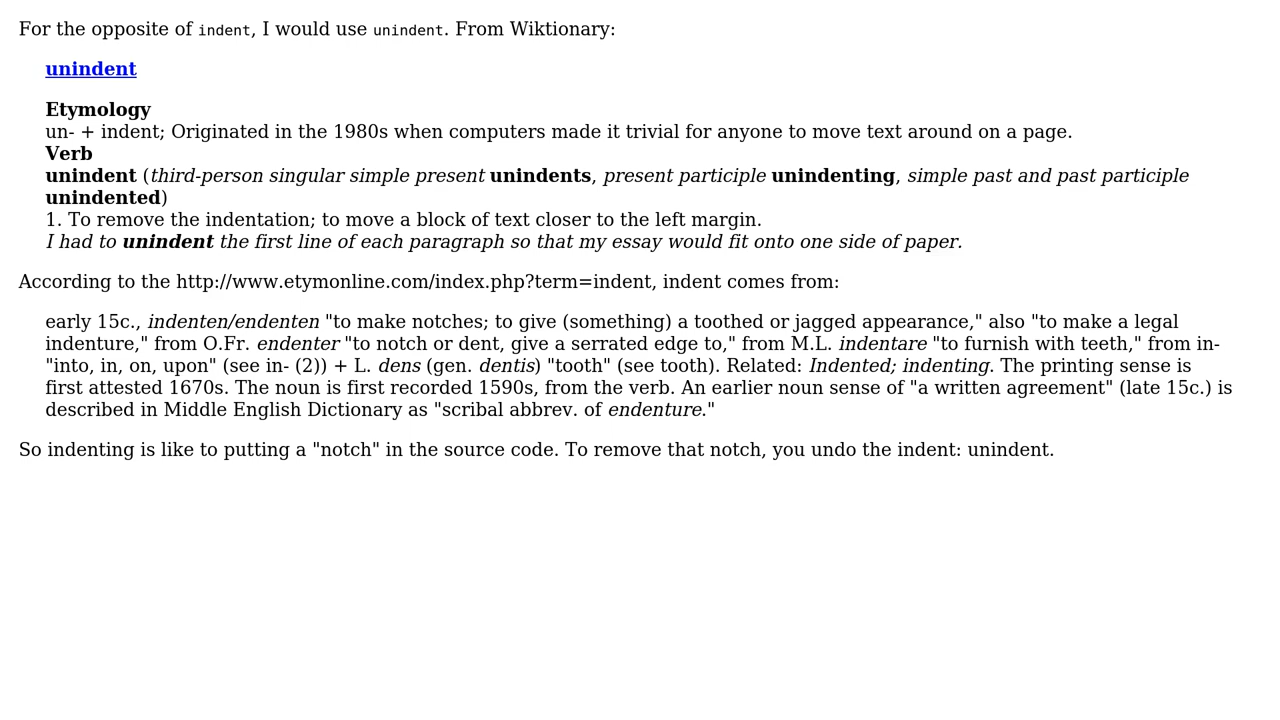 For the opposite of indent, I would use unindent. From Wiktionary:
unindent
Etymology
un- + indent; Originated in the 1980s when computers made it trivial for anyone to move text around on a page.
Verb
unindent (third-person singular simple present unindents, present participle unindenting, simple past and past participle
unindented)
1. To remove the indentation; to move a block of text closer to the left margin.
I had to unindent the first line of each paragraph so that my essay would fit onto one side of paper.
According to the http://www.etymonline.com/index.php?term=indent, indent comes from:
early 15c., indenten/endenten "to make notches; to give (something) a toothed or jagged appearance," also "to make a legal
indenture," from O.Fr. endenter "to notch or dent, give a serrated edge to," from M.L. indentare "to furnish with teeth," from in-
"into, in, on, upon" (see in- (2)) + L. dens (gen. dentis) "tooth" (see tooth). Related: Indented; indenting. The printing sense is
first attested 1670s. The noun is first recorded 1590s, from the verb. An earlier noun sense of "a written agreement" (late 15c.) is
described in Middle English Dictionary as "scribal abbrev. of endenture."
So indenting is like to putting a "notch" in the source code. To remove that notch, you undo the indent: unindent.